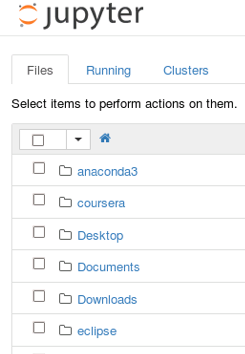 jupyter
Files Running Clusters
Select items to perform actions on them.
anaconda3
coursera
Desktop
Documents
Downloads
eclipse